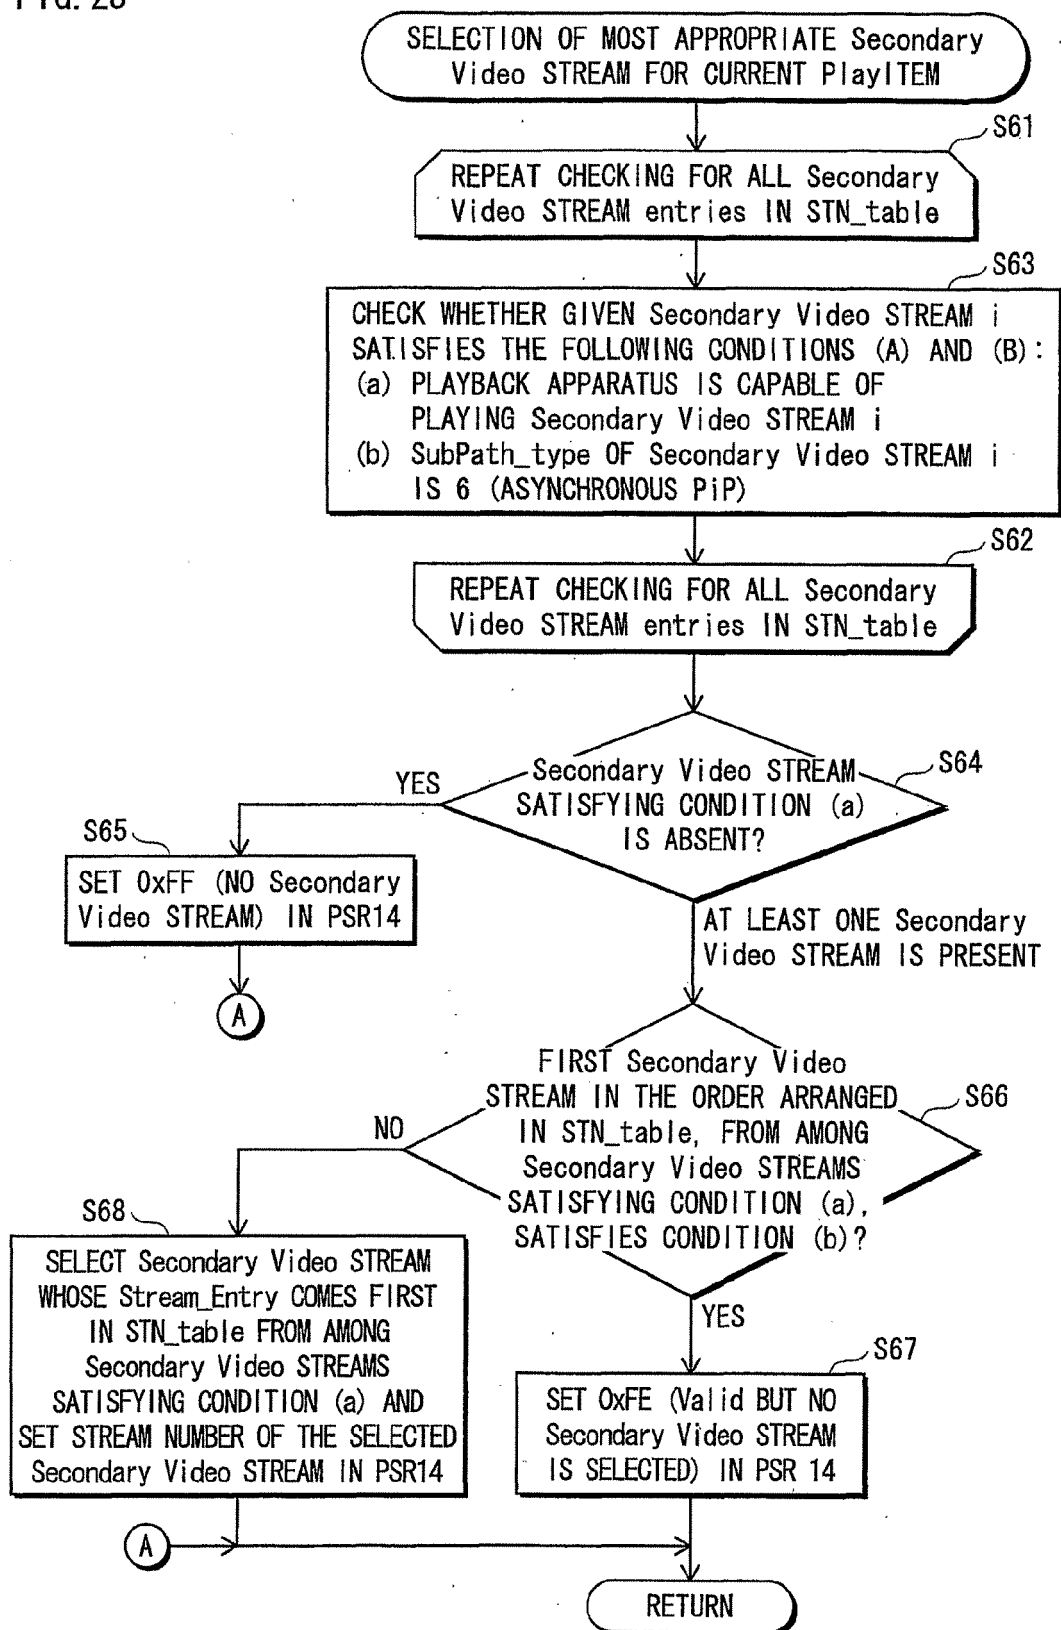 SELECTION OF MOST APPROPRIATE Secondary
Video STREAM FOR CURRENT PlayITEM
S61
REPEAT CHECKING FOR ALL Secondary
Video STREAM entries IN STN_table
S63
CHECK WHETHER GIVEN Secondary Video STREAM i
SATISFIES THE FOLLOWING CONDITIONS (A) AND (B):
(a) PLAYBACK APPARATUS IS CAPABLE OF
PLAYING Secondary Video STREAM i
(b) SubPath_type OF Secondary Video STREAM i
IS 6 (ASYNCHRONOUS PiP)
S62
REPEAT CHECKING FOR ALL Secondary
Video STREAM entries IN STN_table
S64
Secondary Video STREAM
SATISFYING CONDITION (a)
IS ABSENT?
YES
S65
SET 0xFF (NO Secondary
Video STREAM) IN PSR14
A
AT LEAST ONE Secondary
Video STREAM IS PRESENT
S66
FIRST Secondary Video
STREAM IN THE ORDER ARRANGED
IN STN_table, FROM AMONG
Secondary Video STREAMS
SATISFYING CONDITION (a),
SATISFIES CONDITION (b)?
NO
S68
SELECT Secondary Video STREAM
WHOSE Stream_Entry COMES FIRST
IN STN_table FROM AMONG
Secondary Video STREAMS
SATISFYING CONDITION (a) AND
SET STREAM NUMBER OF THE SELECTED
Secondary Video STREAM IN PSR14
YES
S67
SET 0xFE (Valid BUT NO
Secondary Video STREAM
IS SELECTED) IN PSR 14
A
RETURN